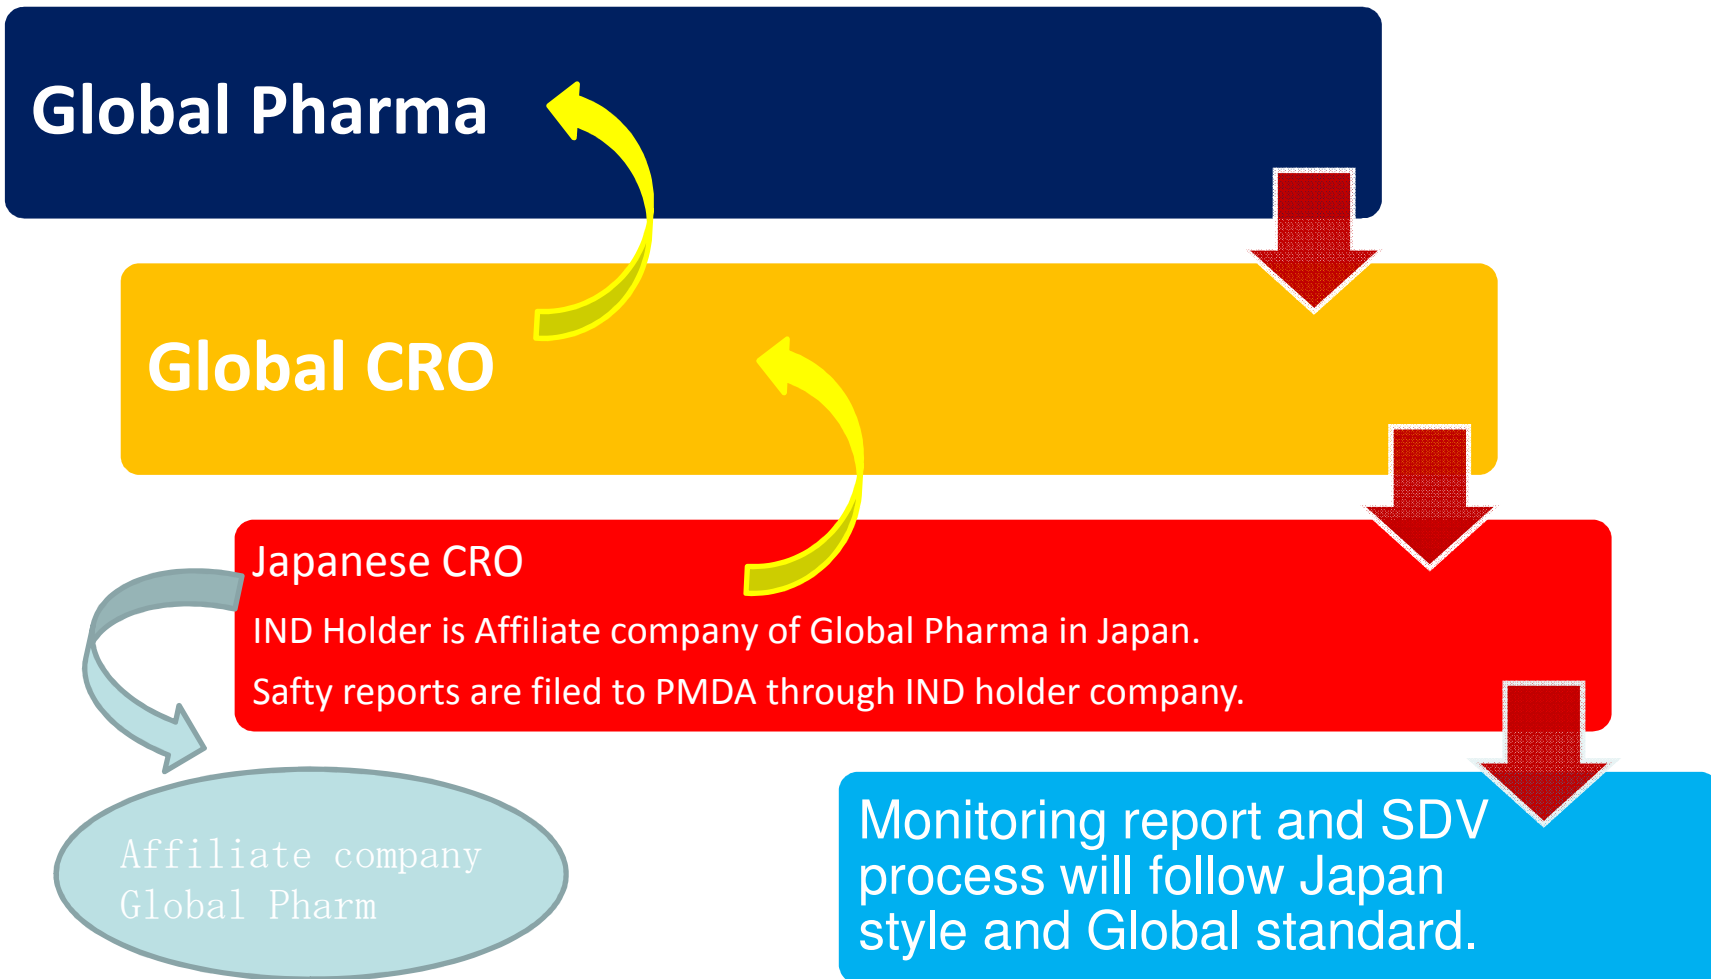 Global Pharma
Global CRO
Japanese CRO
IND Holder is Affiliate company of Global Pharma in Japan.
Safty reports are filed to PMDA through IND holder company.
Affiliate company
Global Pharm
Monitoring report and SDV
process will follow Japan
style and Global standard.